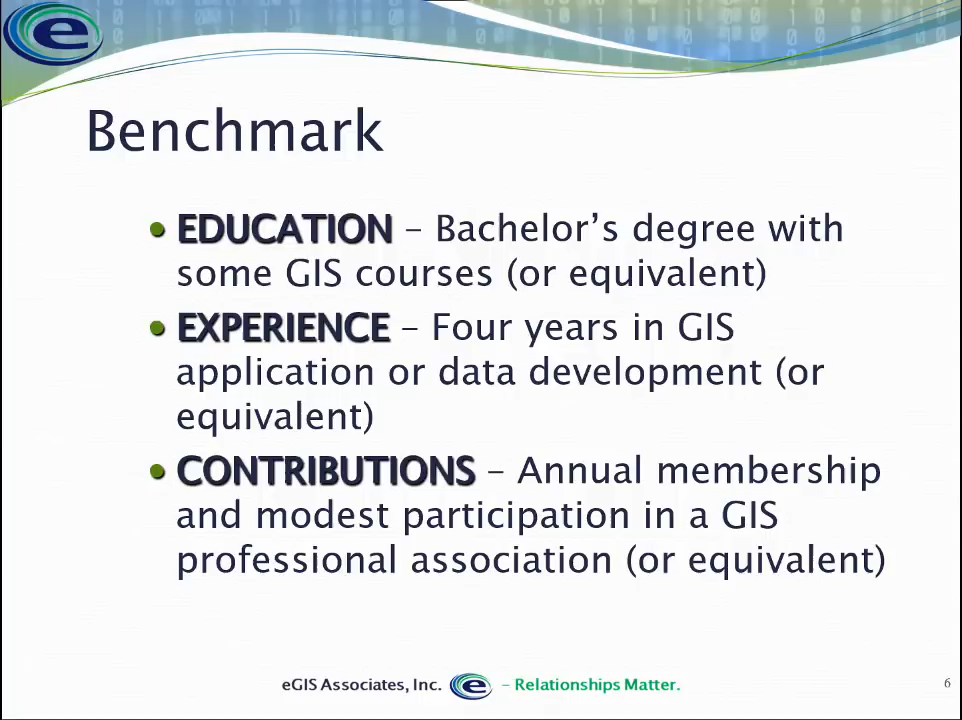 e
Benchmark
• EDUCATION – Bachelor’s degree with
some GIS courses (or equivalent)
• EXPERIENCE – Four years in GIS
application or data development (or
equivalent)
• CONTRIBUTIONS – Annual membership
and modest participation in a GIS
professional association (or equivalent)
eGIS Associates, Inc. e – Relationships Matter.
6